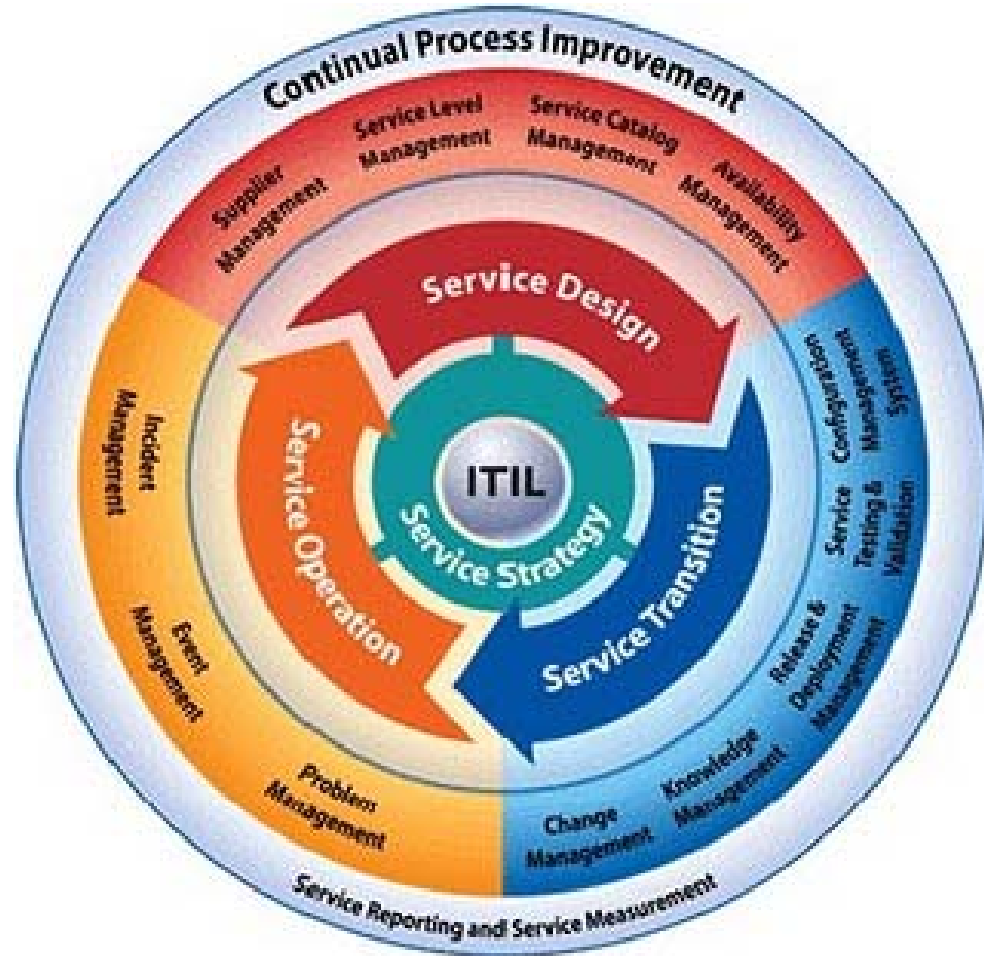 Continual Process Improvement
Supplier
Management
Service Level
Management
Service Catalog
Management
Availability
Management
Service Design
Configuration
Management
System
Service
Testing &
Validation
Release &
Deployment
Management
Knowledge
Management
Change
Management
Service Transition
Problem
Management
Event
Management
Incident
Management
Service Operation
ITIL
Service Strategy
Service Reporting and Service Measurement